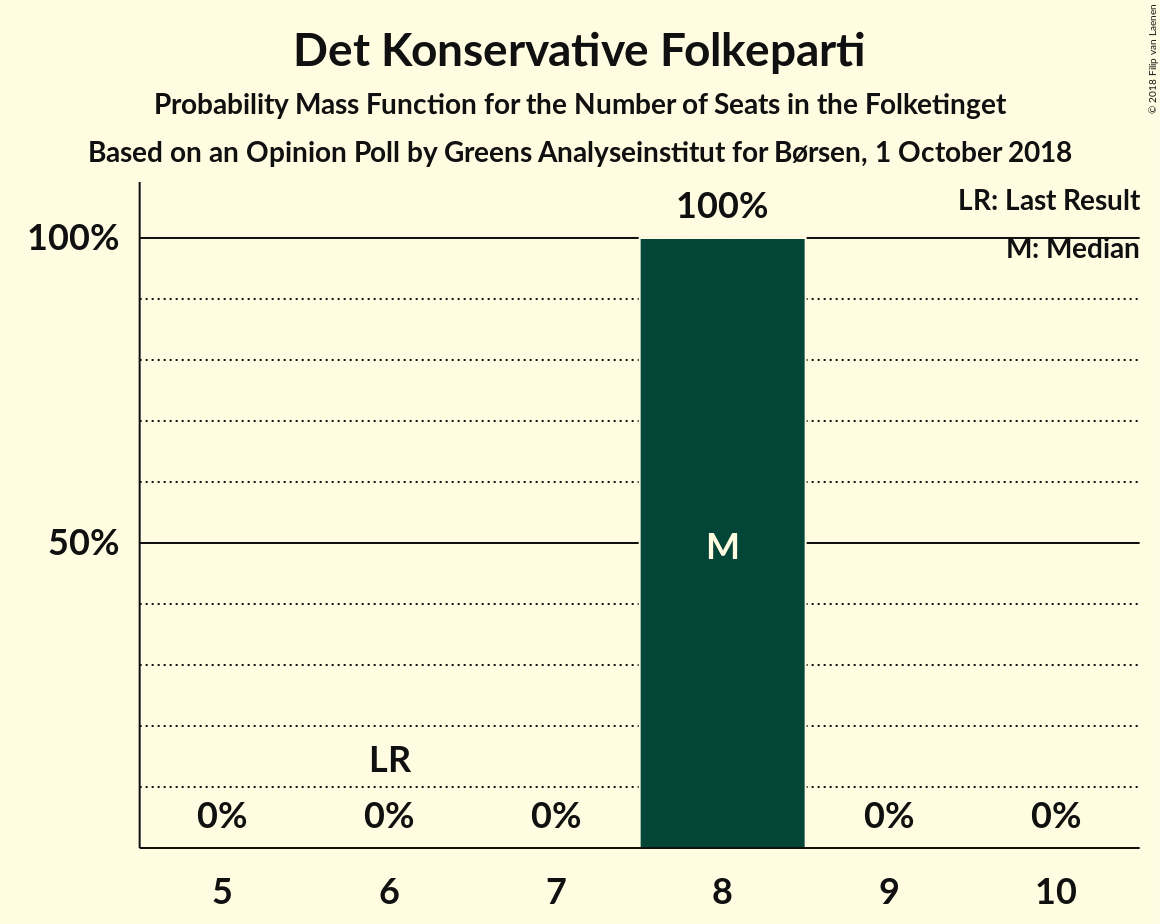 Det Konservative Folkeparti
Probability Mass Function for the Number of Seats in the Folketinget
Based on an Opinion Poll by Greens Analyseinstitut for Børsen, 1 October 2018
© 2018 Filip van Laenen
LR: Last Result
M: Median
100%
100%
50%
M
LR
0%
0%
0%
0%
0%
5
6
7
8
9
10